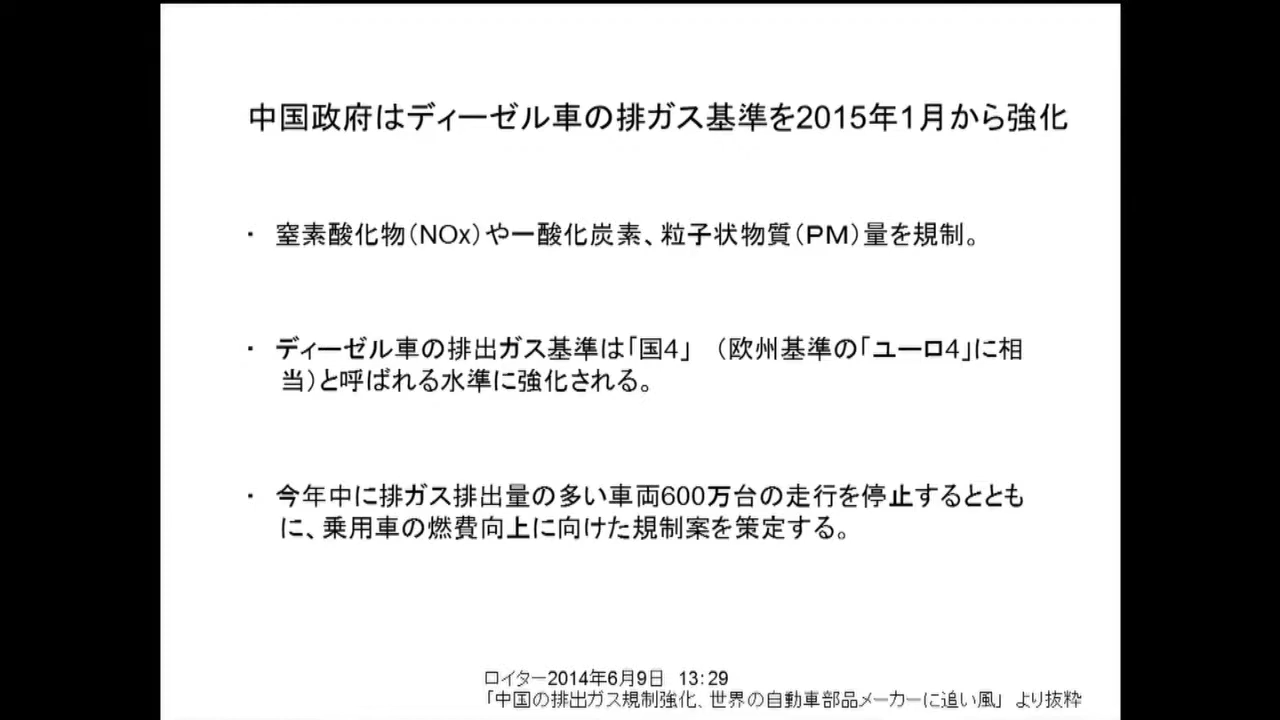 中国政府はディーゼル車の排ガス基準を2015年1月から強化
・ 窒素酸化物(NOx)や一酸化炭素、粒子状物質(PM)量を規制。
・ ディーゼル車の排出ガス基準は「国4」 (欧州基準の「ユーロ4」に相
当)と呼ばれる水準に強化される。
・ 今年中に排ガス排出量の多い車両600万台の走行を停止するととも
に、乗用車の燃費向上に向けた規制案を策定する。
ロイター2014年6月9日 13:29
「中国の排出ガス規制強化、世界の自動車部品メーカーに追い風」 より抜粋